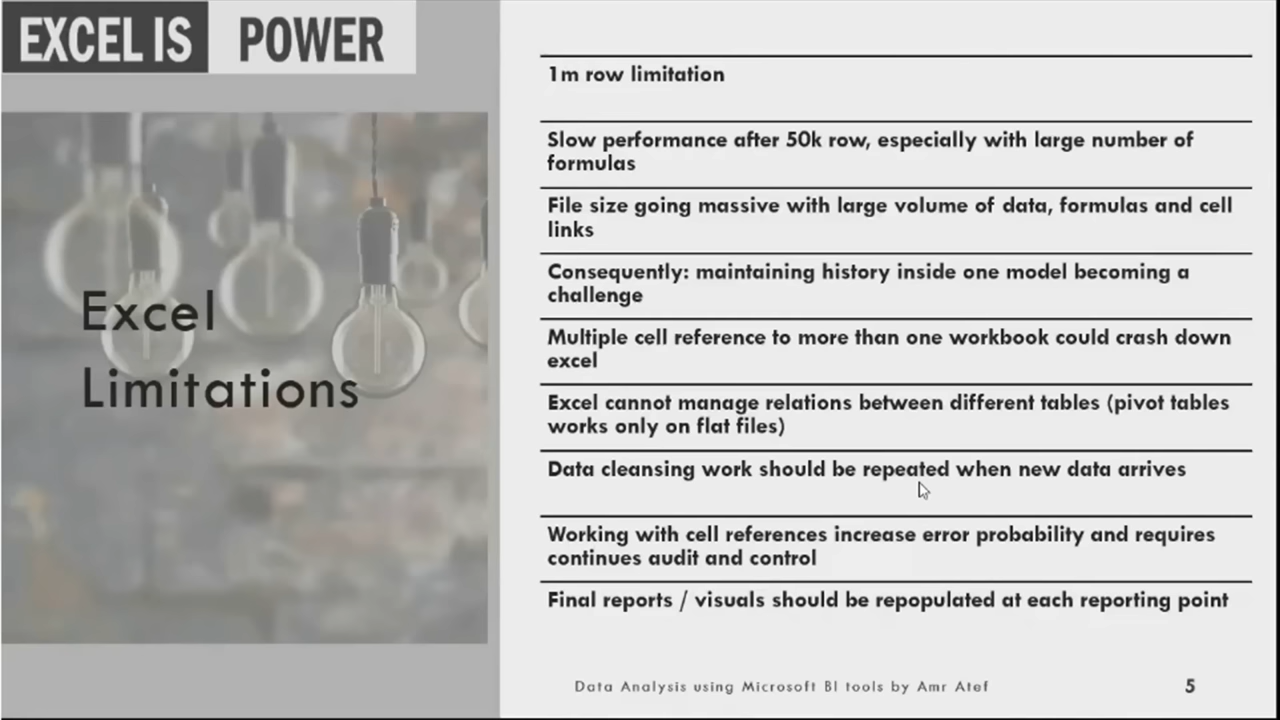 EXCEL IS POWER
Excel
Limitations
1m row limitation
Slow performance after 50k row, especially with large number of
formulas
File size going massive with large volume of data, formulas and cell
links
Consequently: maintaining history inside one model becoming a
challenge
Multiple cell reference to more than one workbook could crash down
excel
Excel cannot manage relations between different tables (pivot tables
works only on flat files)
Data cleansing work should be repeated when new data arrives
Working with cell references increase error probability and requires
continues audit and control
Final reports / visuals should be repopulated at each reporting point
Data Analysis using Microsoft BI tools by Amr Atef
5